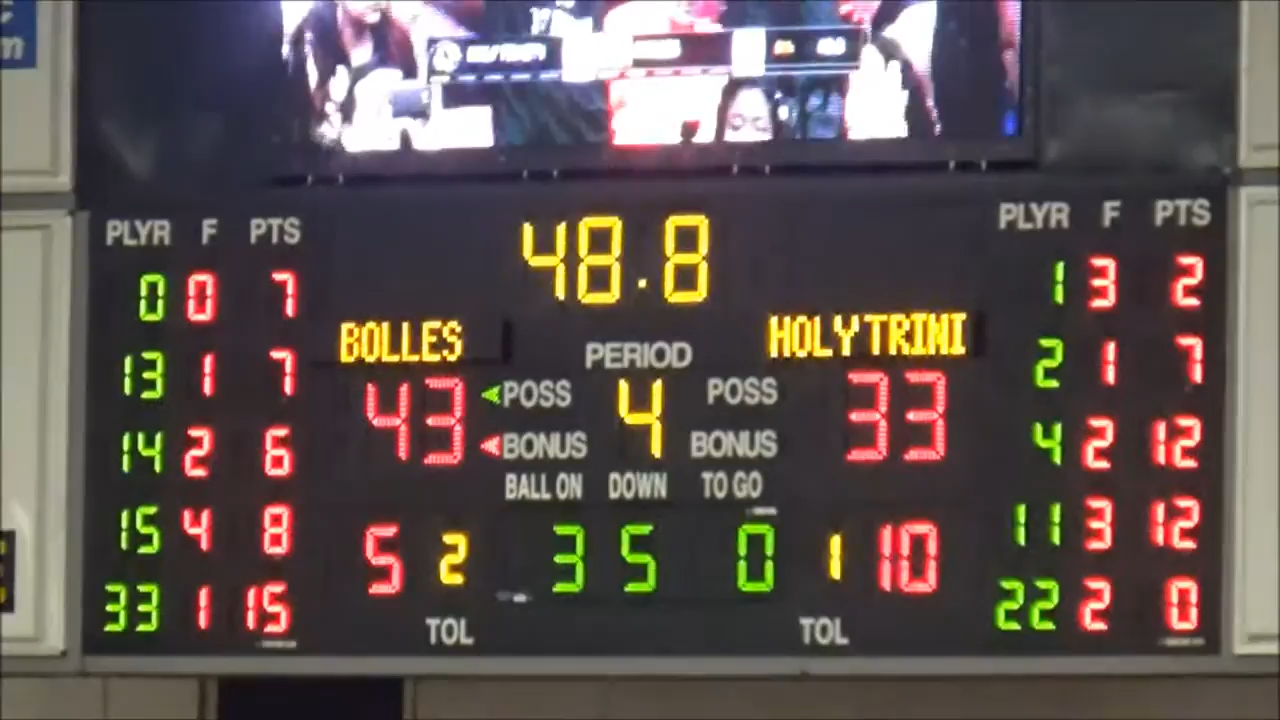 PLYR F PTS
48.8
PLYR F PTS
0 0 7
1 3 2
BOLLES
HOLYTRINI
PERIOD
13 1 7
2 1 7
43
POSS
4
POSS
33
BONUS
BONUS
14 2 6
4 2 12
BALL ON DOWN TO GO
15 4 8
5 2 3 5 0 1 10
11 3 12
33 1 15
22 2 0
TOL
TOL